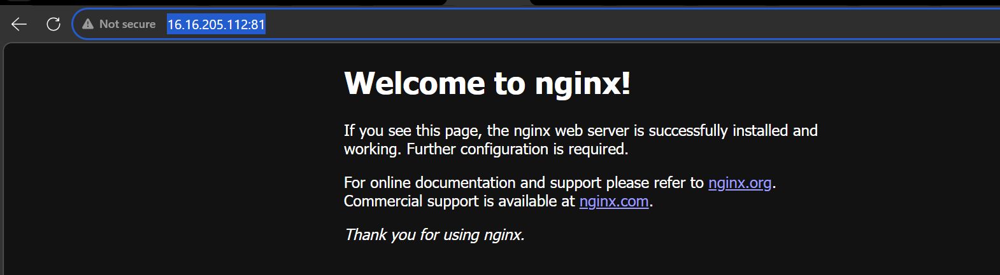 Not secure 16.16.205.112:81
Welcome to nginx!
If you see this page, the nginx web server is successfully installed and
working. Further configuration is required.
For online documentation and support please refer to nginx.org.
Commercial support is available at nginx.com.
Thank you for using nginx.